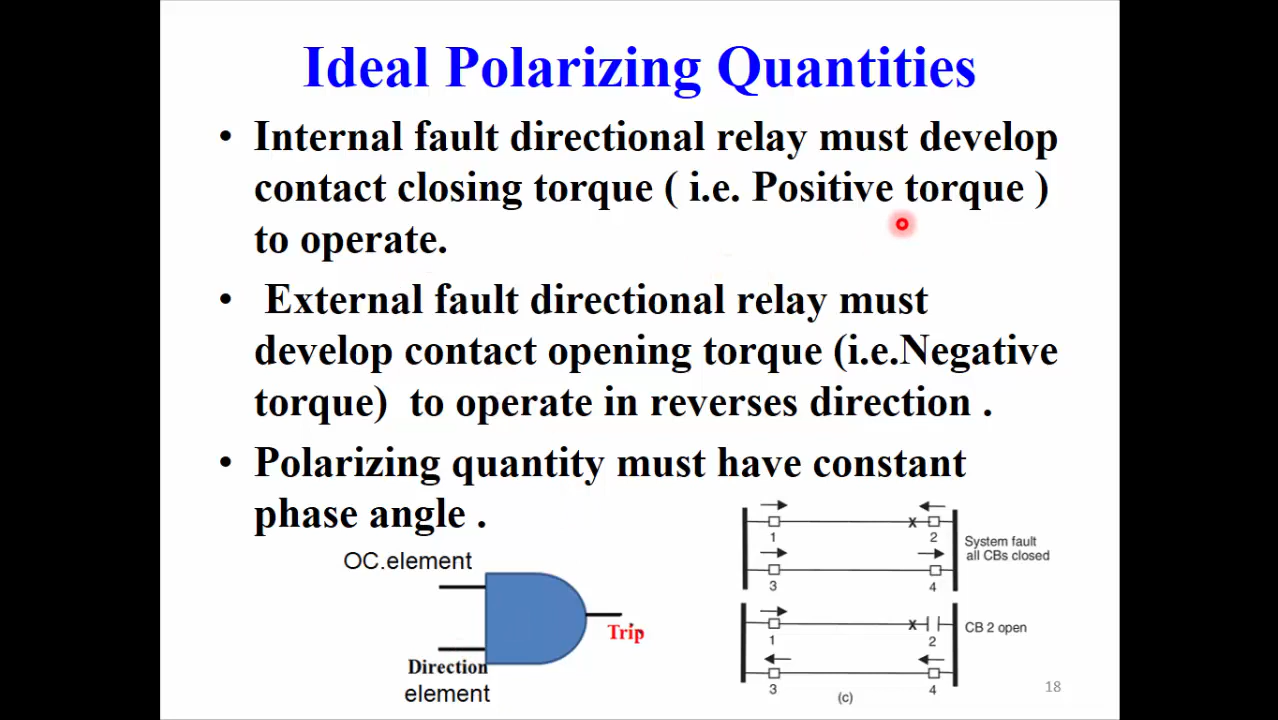 Ideal Polarizing Quantities
• Internal fault directional relay must develop
contact closing torque ( i.e. Positive torque )
to operate.
• External fault directional relay must
develop contact opening torque (i.e.Negative
torque) to operate in reverses direction .
• Polarizing quantity must have constant
phase angle .
OC.element
Trip
Direction
element
x
1
2
System fault
all CBs closed
3
4
x
1
2
CB 2 open
3
4
(c)
18